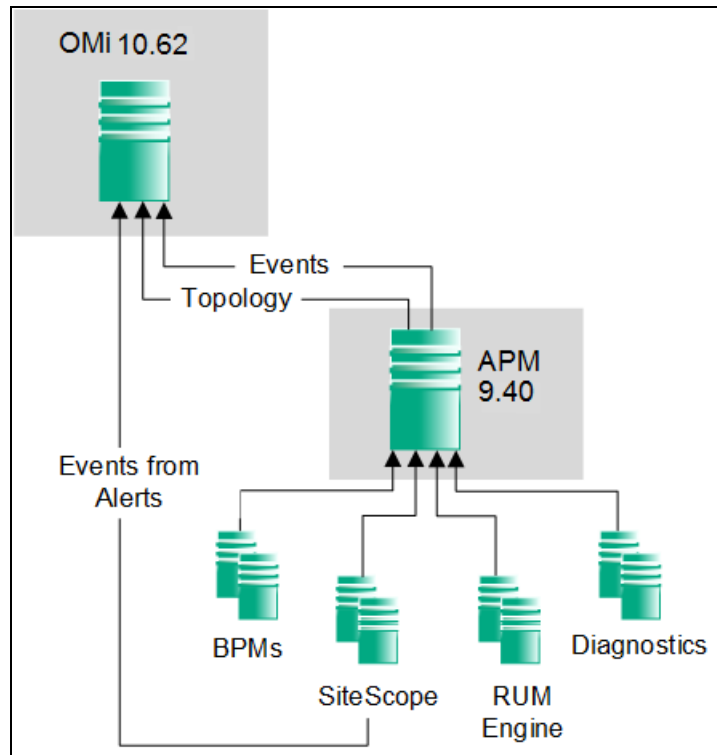 OMi 10.62
Events
Topology
APM
9.40
Events from
Alerts
BPMs
SiteScope
RUM
Engine
Diagnostics